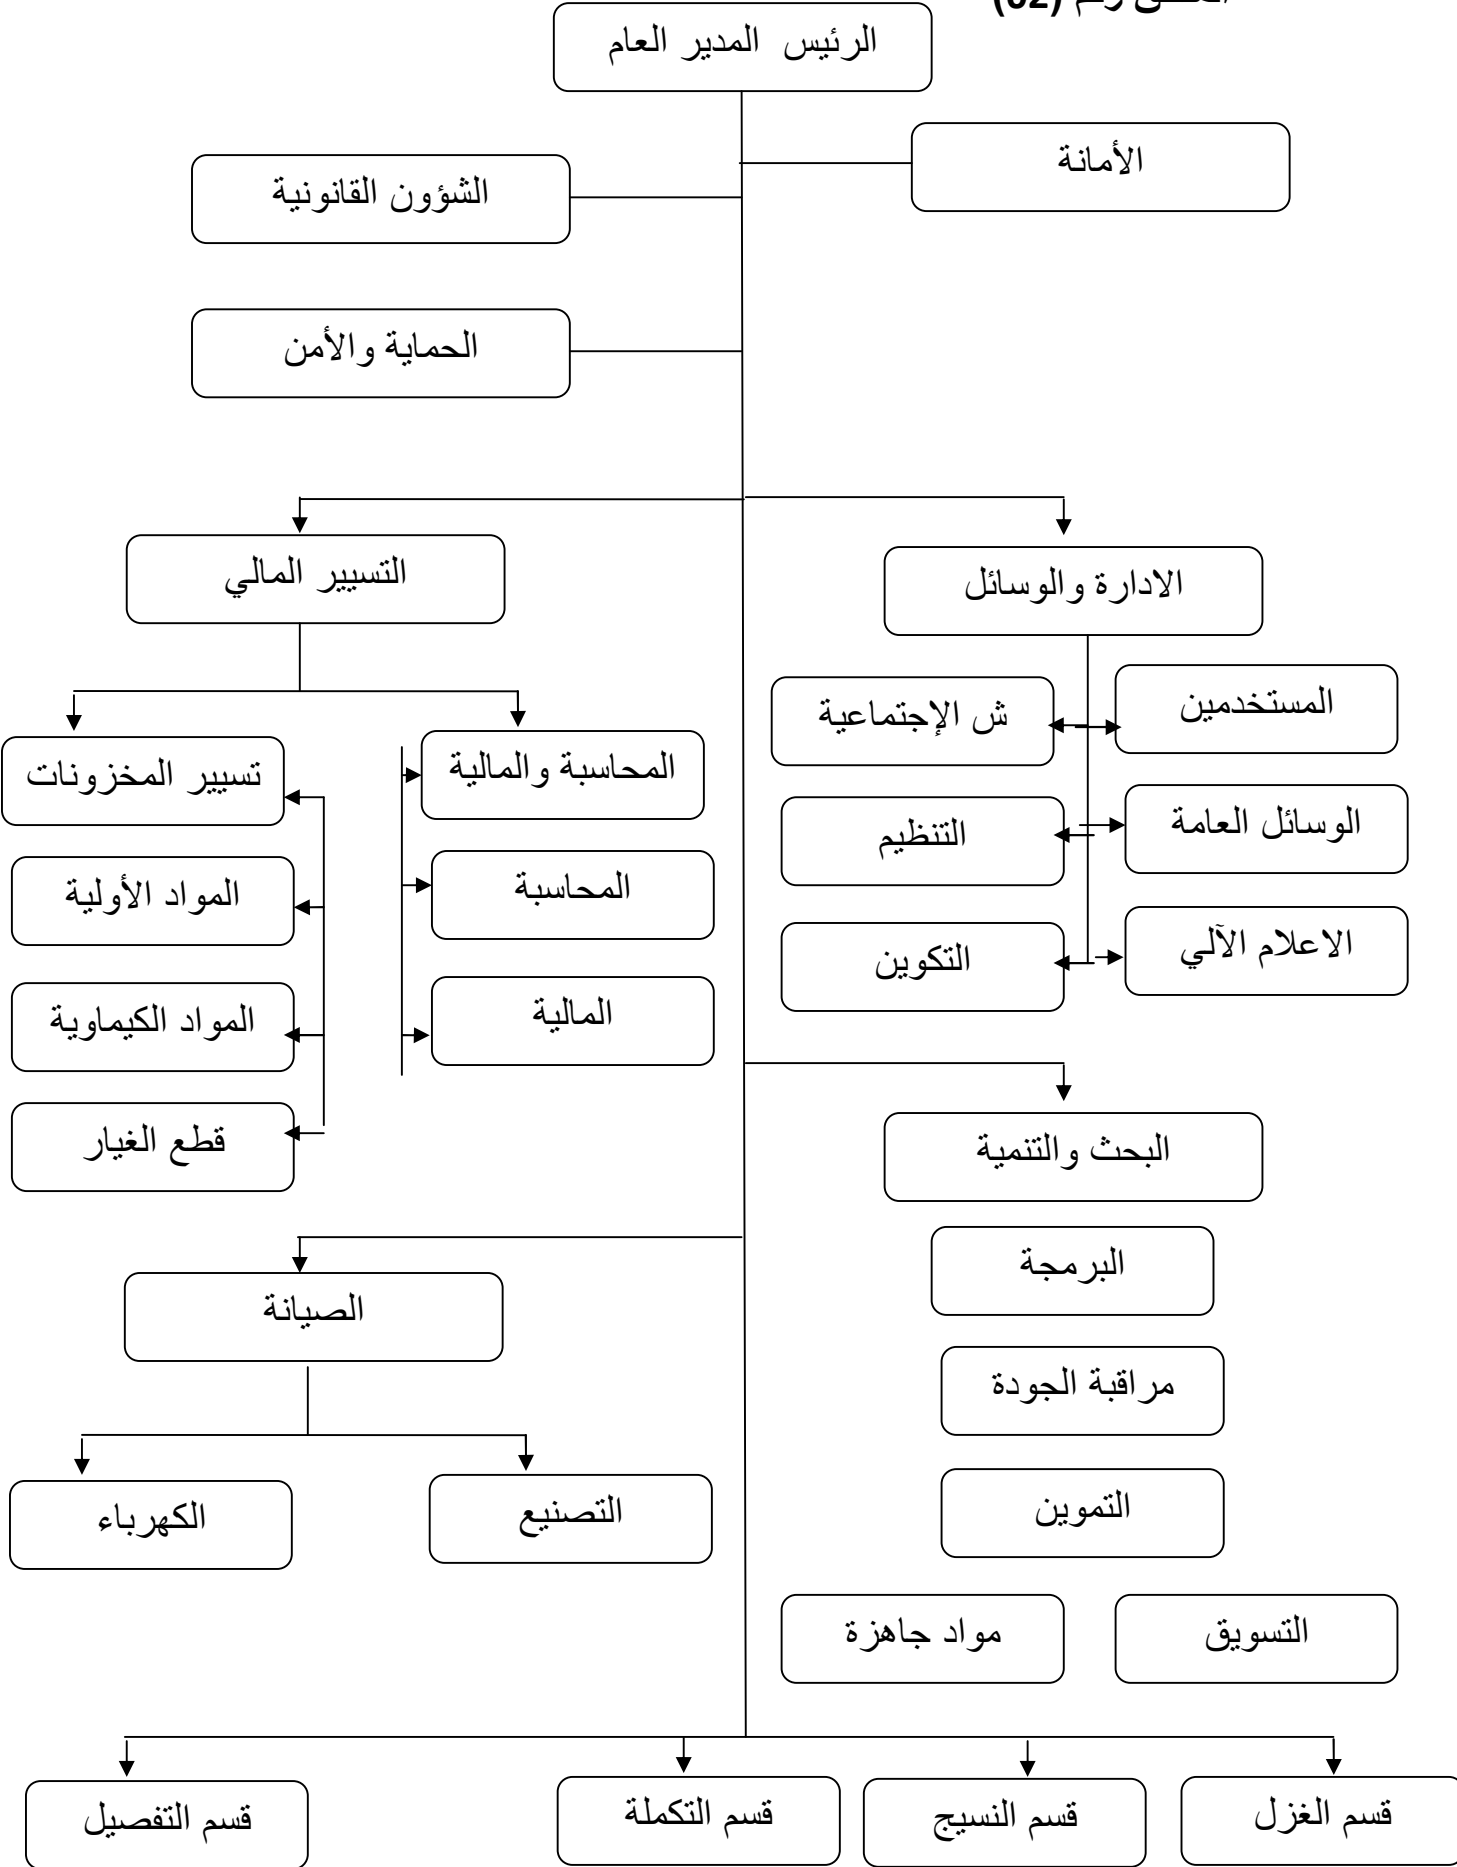 رقم (02)
الرئيس المدير العام
الأمانة
الشؤون القانونية
الحماية والأمن
التسيير المالي
الادارة والوسائل
المستخدمين
ش الإجتماعية
المحاسبة والمالية
تسيير المخزونات
الوسائل العامة
التنظيم
المحاسبة
المواد الأولية
الاعلام الآلي
التكوين
المالية
المواد الكيماوية
قطع الغيار
البحث والتنمية
البرمجة
الصيانة
مراقبة الجودة
التموين
التصنيع
الكهرباء
التسويق
مواد جاهزة
قسم الغزل
قسم النسيج
قسم التكملة
قسم التفصيل